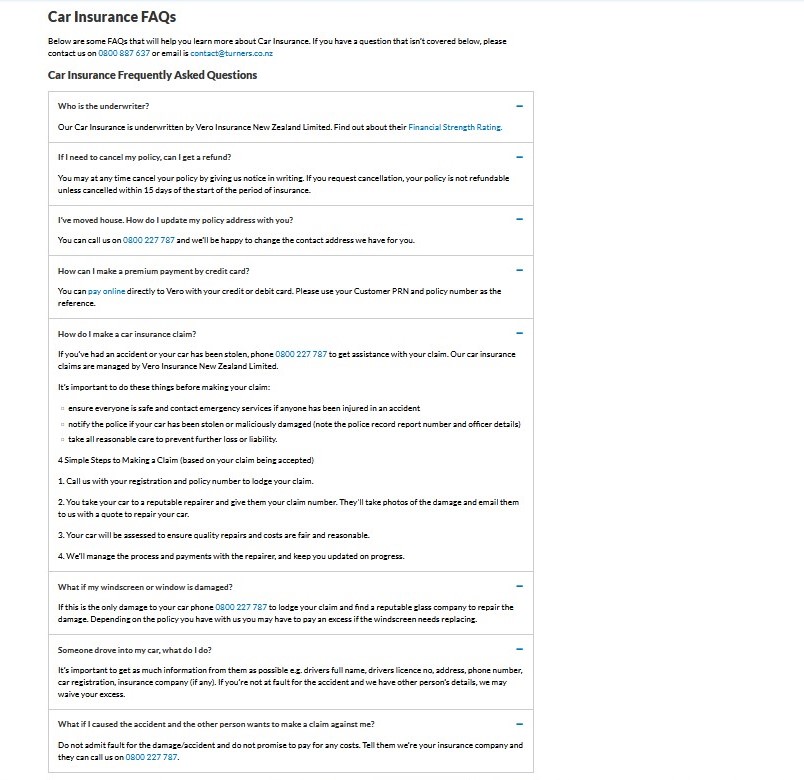 Car Insurance FAQs
Below are some FAQs that will help you learn more about Car Insurance. If you have a question that isn't covered below, please
contact us on 0800 887 637 or email is contact@turners.co.nz
Car Insurance Frequently Asked Questions
Who is the underwriter?
Our Car Insurance is underwritten by Vero Insurance New Zealand Limited. Find out about their Financial Strength Rating.
If I need to cancel my policy, can I get a refund?
You may at any time cancel your policy by giving us notice in writing. If you request cancellation, your policy is not refundable
unless cancelled within 15 days of the start of the period of insurance.
I've moved house. How do I update my policy address with you?
You can call us on 0800 227 787 and we'll be happy to change the contact address we have for you.
How can I make a premium payment by credit card?
You can pay online directly to Vero with your credit or debit card. Please use your Customer PRN and policy number as the
reference.
How do I make a car insurance claim?
If you've had an accident or your car has been stolen, phone 0800 227 787 to get assistance with your claim. Our car insurance
claims are managed by Vero Insurance New Zealand Limited.
It's important to do these things before making your claim:
ensure everyone is safe and contact emergency services if anyone has been injured in an accident
notify the police if your car has been stolen or maliciously damaged (note the police record report number and officer details)
take all reasonable care to prevent further loss or liability.
4 Simple Steps to Making a Claim (based on your claim being accepted)
1. Call us with your registration and policy number to lodge your claim.
2. You take your car to a reputable repairer and give them your claim number. They'll take photos of the damage and email them
to us with a quote to repair your car.
3. Your car will be assessed to ensure quality repairs and costs are fair and reasonable.
4. We'll manage the process and payments with the repairer, and keep you updated on progress.
What if my windscreen or window is damaged?
If this is the only damage to your car phone 0800 227 787 to lodge your claim and find a reputable glass company to repair the
damage. Depending on the policy you have with us you may have to pay an excess if the windscreen needs replacing.
Someone drove into my car, what do I do?
It's important to get as much information from them as possible e.g. drivers full name, drivers licence no, address, phone number,
car registration, insurance company (if any). If you're not at fault for the accident and we have other person's details, we may
waive your excess.
What if I caused the accident and the other person wants to make a claim against me?
Do not admit fault for the damage/accident and do not promise to pay for any costs. Tell them we're your insurance company and
they can call us on 0800 227 787.